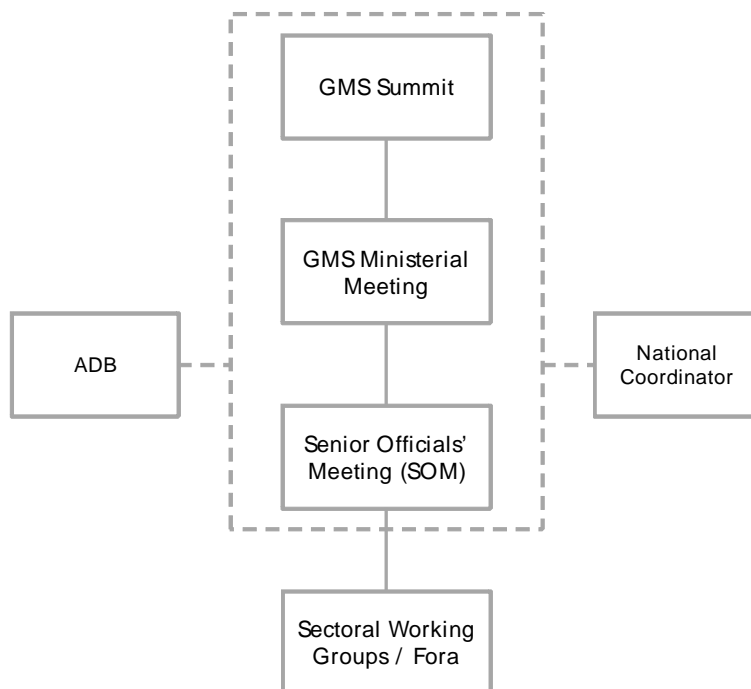 GMS Summit
GMS Ministerial
Meeting
ADB
National
Coordinator
Senior Officials’
Meeting (SOM)
Sectoral Working
Groups / Fora